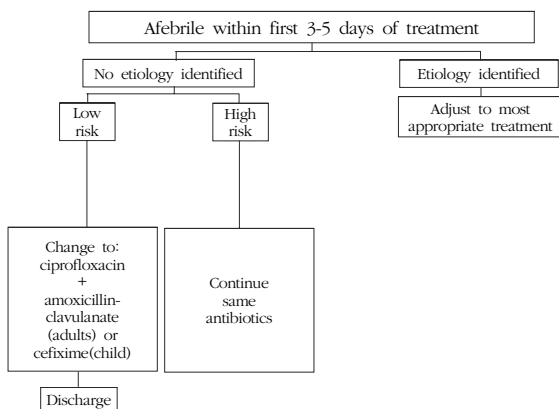 Afebrile within first 3-5 days of treatment
No etiology identified
Etiology identified
Low
risk
High
risk
Adjust to most
appropriate treatment
Change to:
ciprofloxacin
+
amoxicillin-
clavulanate
(adults) or
cefixime(child)
Continue
same
antibiotics
Discharge